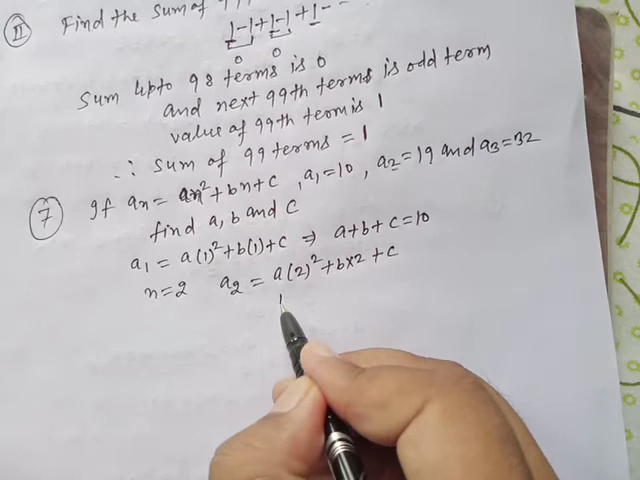 II Find the sum of
1-1+1-1+1--
0 0
Sum upto 98 terms is 0
and next 99th terms is odd term
value of 99th term is 1
∴ sum of 99 terms = 1
7 If an = an²+bn+c , a1=10, a2=19 and a3=32
find a, b and c
a1 = a(1)²+b(1)+c ⇒ a+b+c=10
n=2 a2 = a(2)²+b×2+c